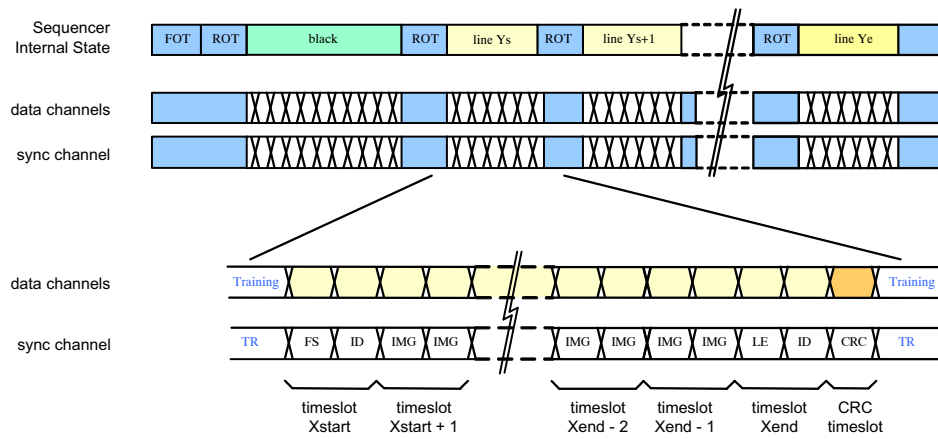 Sequencer
Internal State
FOT ROT black ROT line Ys ROT line Ys+1 ROT line Ye
data channels
sync channel
data channels
Training Training
sync channel
TR FS ID IMG IMG IMG IMG IMG IMG LE ID CRC TR
timeslot timeslot timeslot timeslot timeslot CRC
Xstart Xstart + 1 Xend - 2 Xend - 1 Xend timeslot